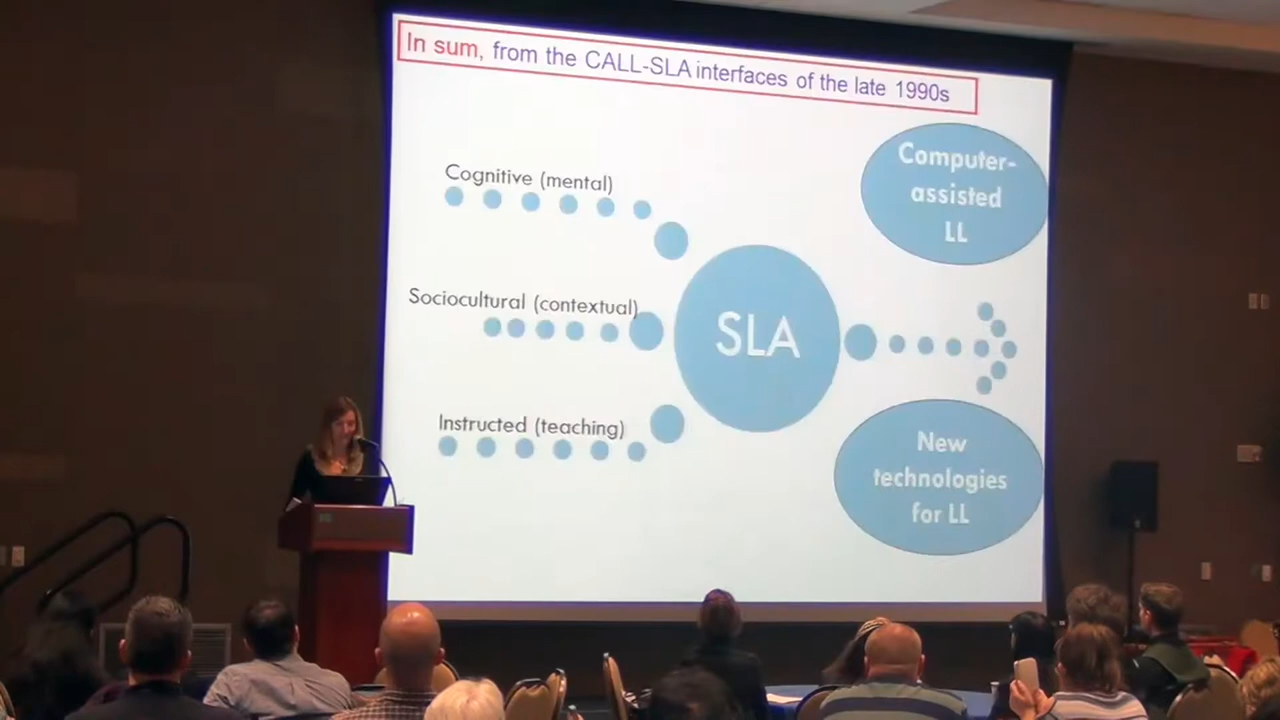 In sum, from the CALL-SLA interfaces of the late 1990s
Computer-
assisted
LL
Cognitive (mental)
Sociocultural (contextual)
SLA
Instructed (teaching)
New
technologies
for LL